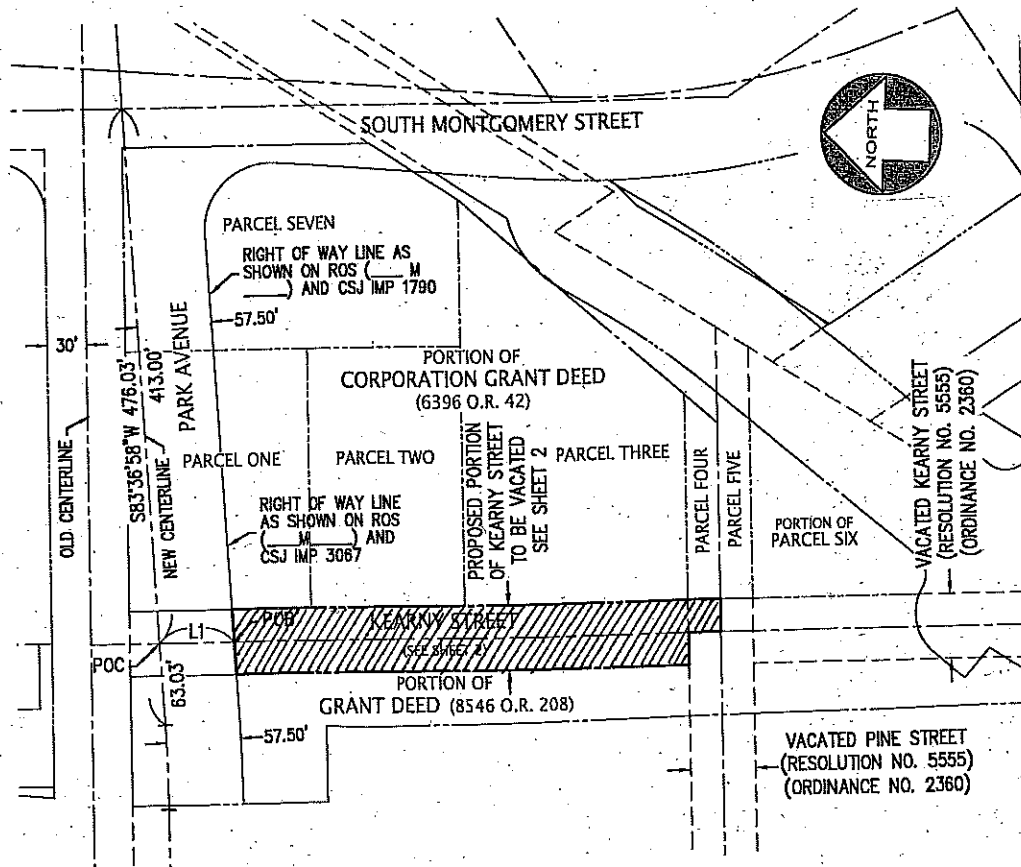 SOUTH MONTGOMERY STREET
NORTH
PARCEL SEVEN
RIGHT OF WAY LINE AS
SHOWN ON ROS (____ M
____) AND CSJ IMP 1790
57.50'
30'
OLD CENTERLINE
S83°36'58"W 476.03'
413.00'
NEW CENTERLINE
PARK AVENUE
PORTION OF
CORPORATION GRANT DEED
(6396 O.R. 42)
PARCEL ONE
PARCEL TWO
PROPOSED PORTION
OF KEARNY STREET
TO BE VACATED
SEE SHEET 2
PARCEL THREE
PARCEL FOUR
PARCEL FIVE
PORTION OF
PARCEL SIX
VACATED KEARNY STREET
(RESOLUTION NO. 5555)
(ORDINANCE NO. 2360)
RIGHT OF WAY LINE
AS SHOWN ON ROS
(____M____) AND
CSJ IMP 3067
POB
KEARNY STREET
(SEE SHEET 2)
L1
POC
63.03'
PORTION OF
GRANT DEED (8546 O.R. 208)
57.50'
VACATED PINE STREET
(RESOLUTION NO. 5555)
(ORDINANCE NO. 2360)